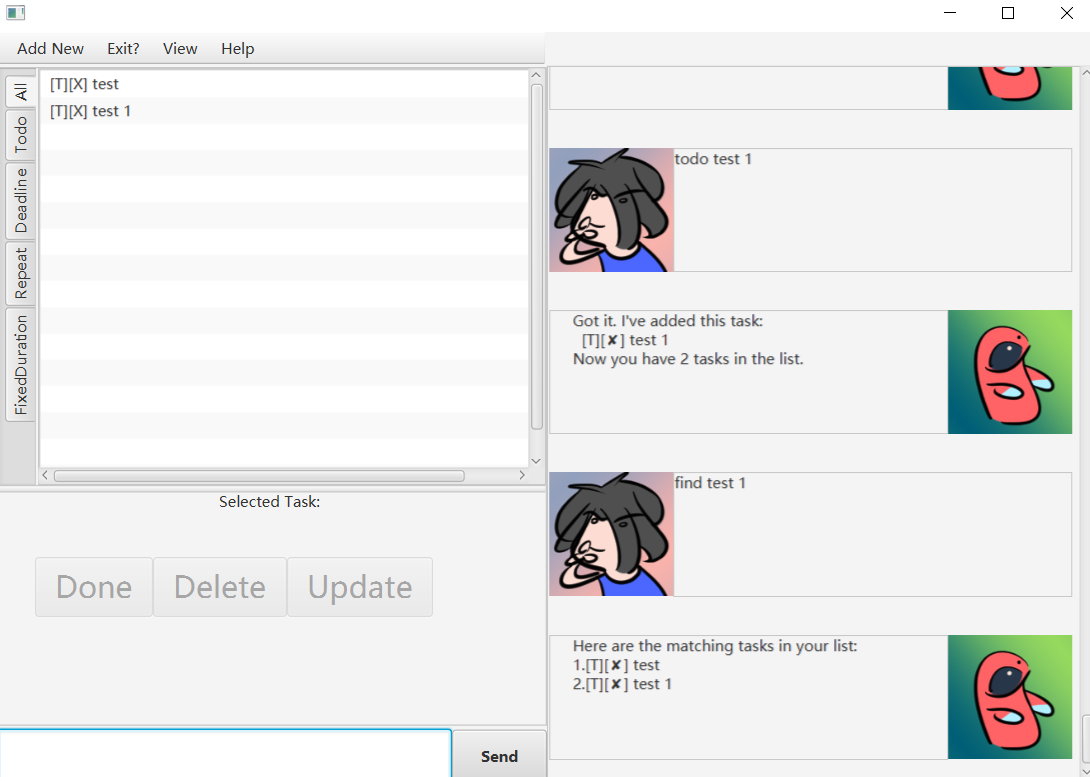 Add New Exit? View Help
All
Todo
Deadline
Repeat
FixedDuration
[T][X] test
[T][X] test 1
Selected Task:
Done Delete Update
Send
todo test 1
Got it. I've added this task:
[T][✘] test 1
Now you have 2 tasks in the list.
find test 1
Here are the matching tasks in your list:
1.[T][✘] test
2.[T][✘] test 1